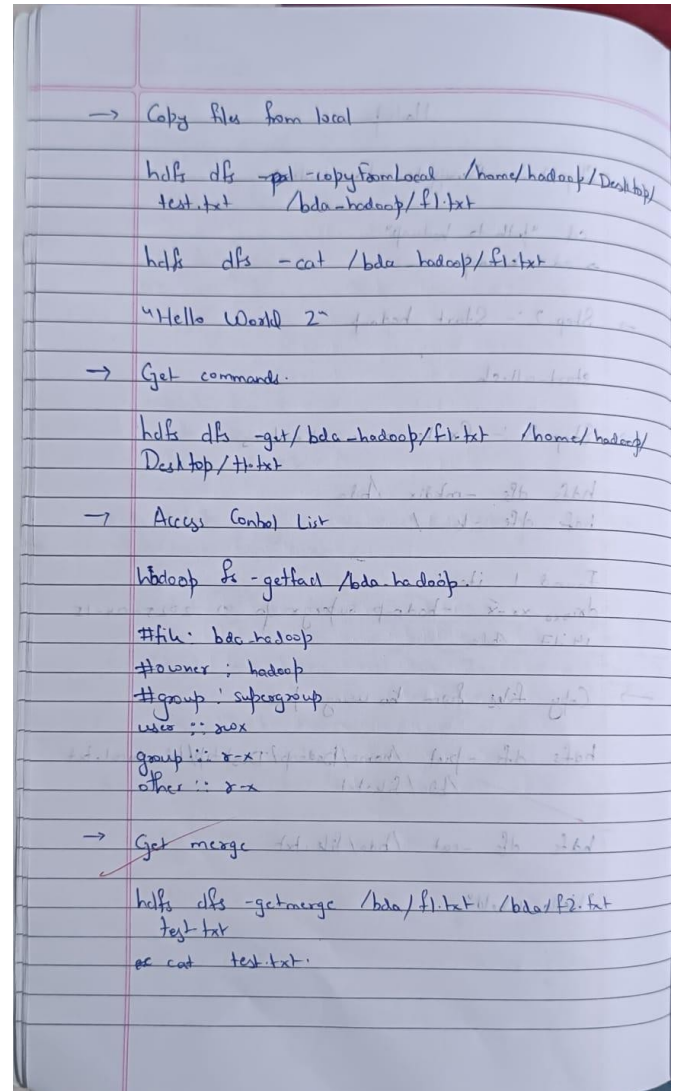 → Copy files from local
hdfs dfs -copyFromLocal /home/hadoop/Desktop/
test.txt /bda-hadoop/f1.txt
hdfs dfs -cat /bda hadoop/f1.txt
"Hello World 2"
→ Get commands.
hdfs dfs -get/bda-hadoop/f1.txt /home/hadoop/
Desktop/
→ Access Control List
hadoop fs -getfacl /bda-hadoop.
#file: bda-hadoop
#owner: hadoop
#group: supergroup
user :: rwx
group :: r-x
other :: r-x
→ Get merge
hdfs dfs -getmerge /bda/f1.txt /bda/f2.txt
test.txt
cat test.txt.